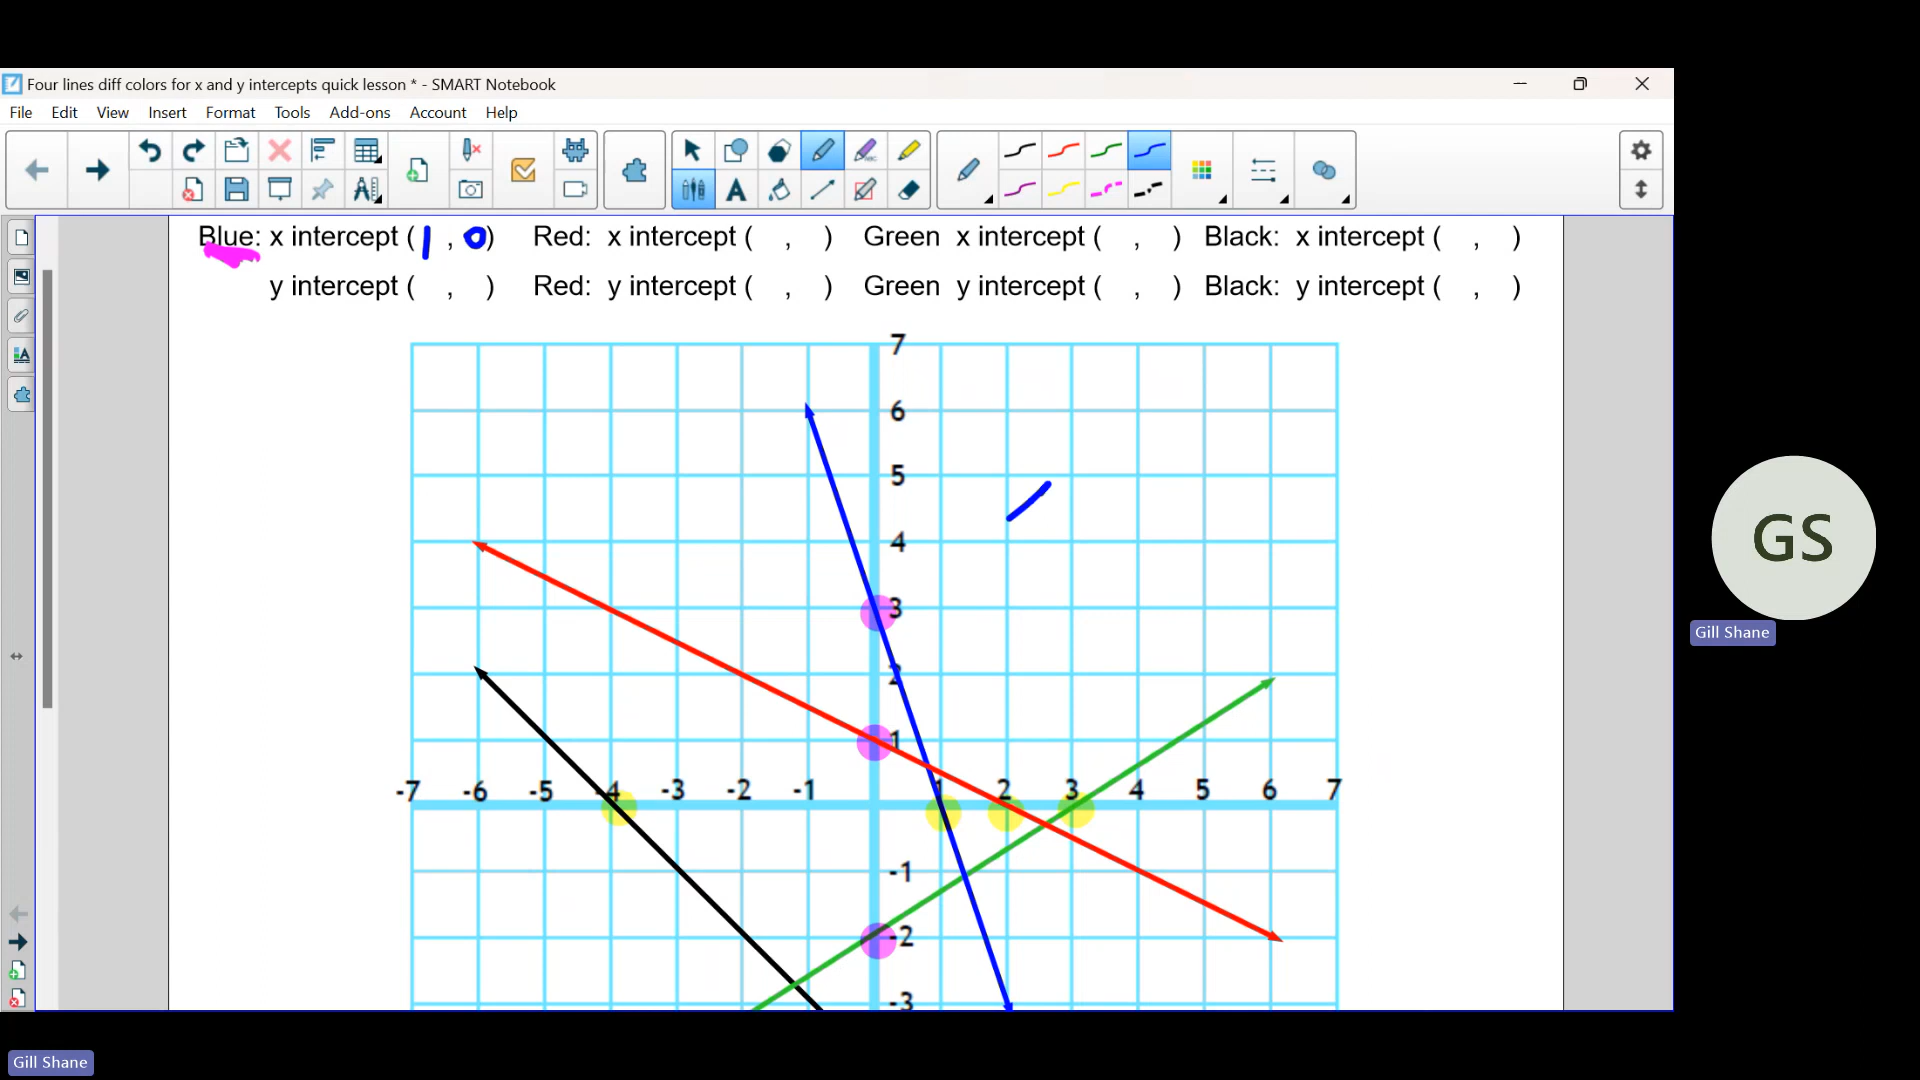 Four lines diff colors for x and y intercepts quick lesson * - SMART Notebook
File Edit View Insert Format Tools Add-ons Account Help
Blue: x intercept ( 1 , 0 ) Red: x intercept ( , ) Green x intercept ( , ) Black: x intercept ( , )
y intercept ( , ) Red: y intercept ( , ) Green y intercept ( , ) Black: y intercept ( , )
7
6
5
4
3
2
1
-7 -6 -5 -4 -3 -2 -1 1 2 3 4 5 6 7
-1
-2
-3
GS
Gill Shane
Gill Shane